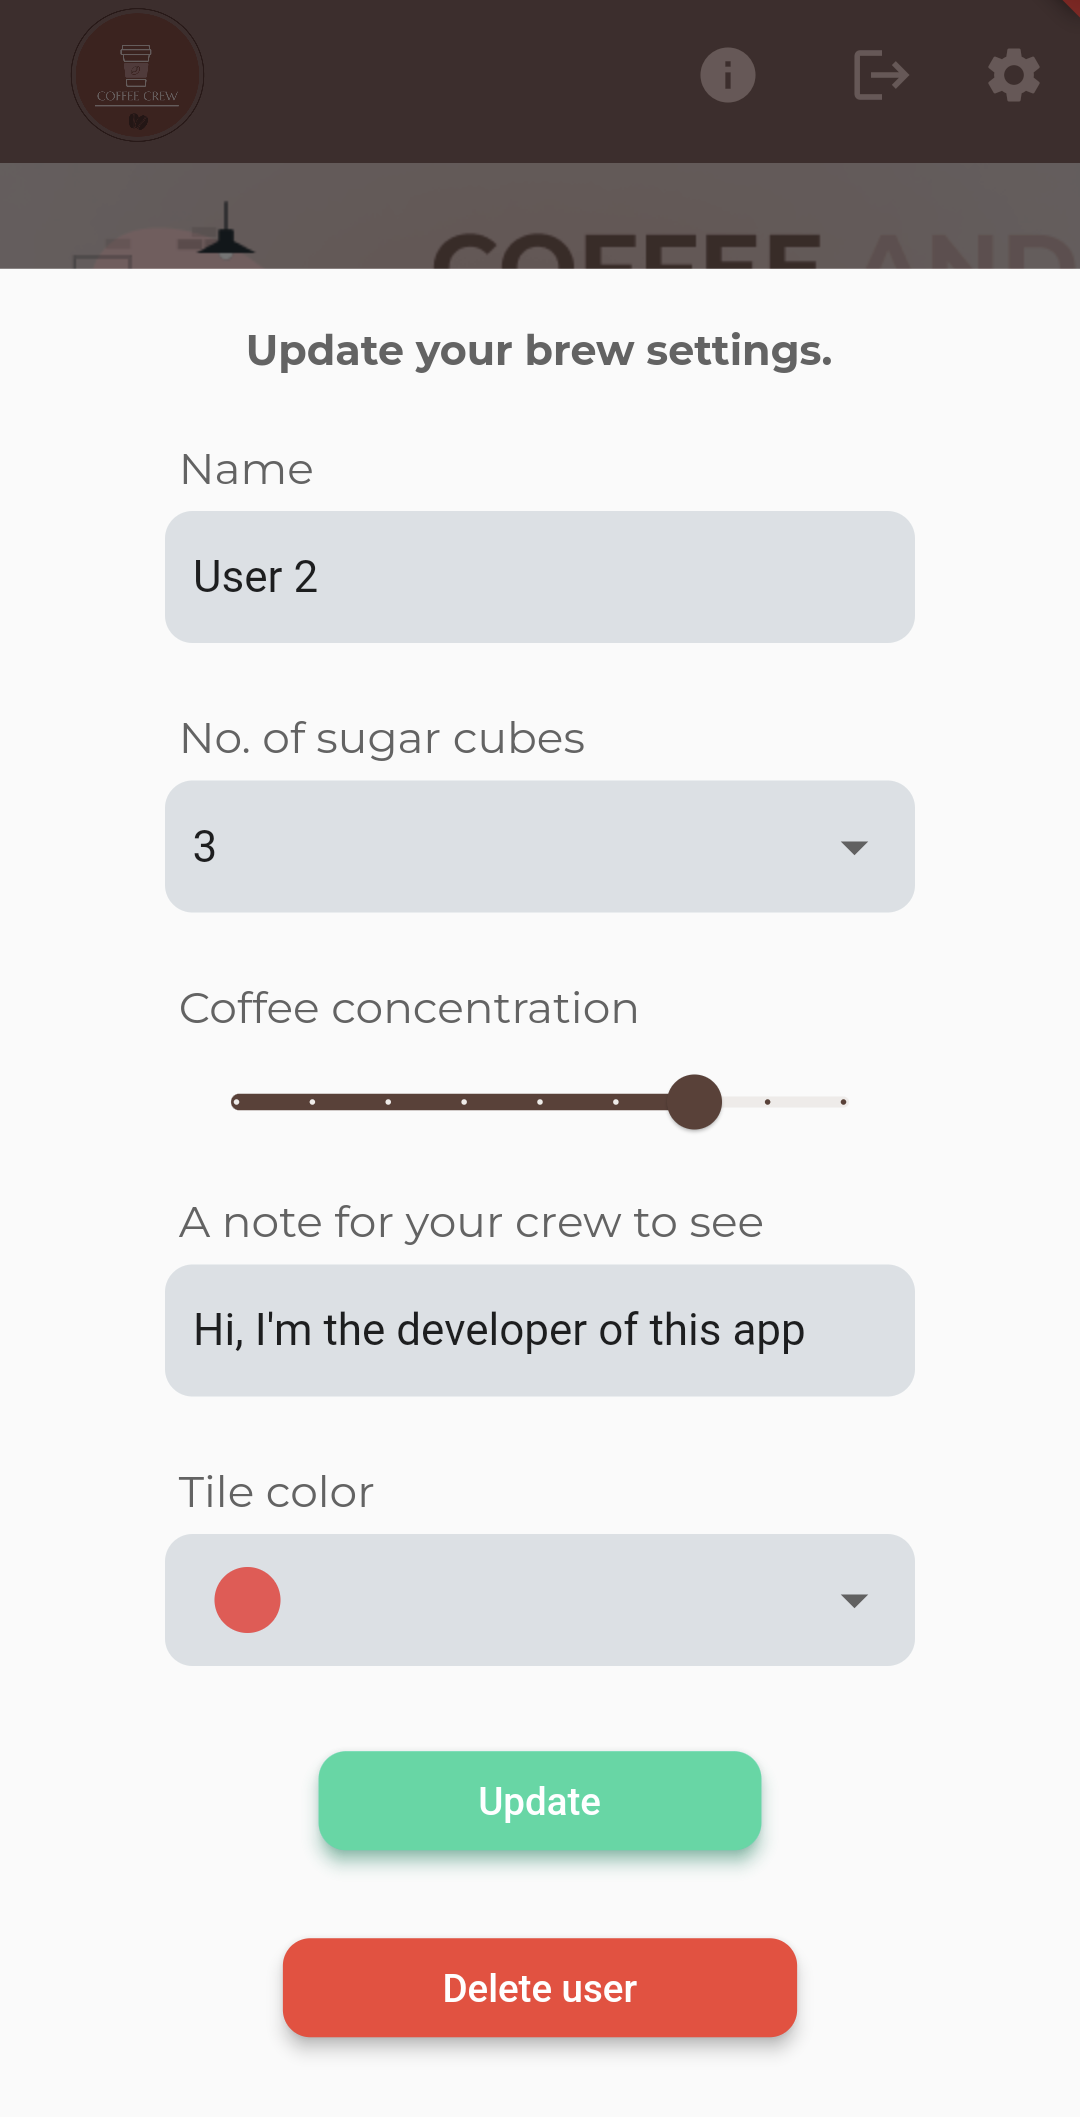 COFFEE CREW
COFFEE AND
Update your brew settings.
Name
User 2
No. of sugar cubes
3
Coffee concentration
A note for your crew to see
Hi, I'm the developer of this app
Tile color
Update
Delete user